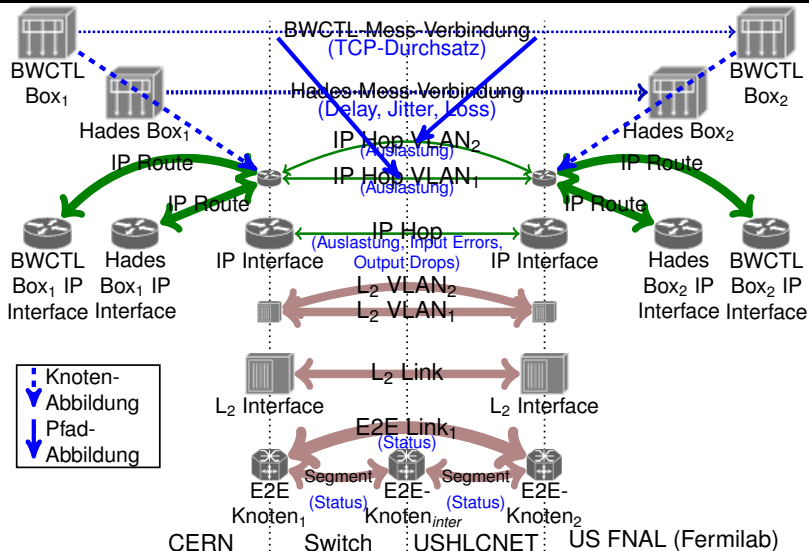 BWCTL-Mess-Verbindung
(TCP-Durchsatz)
BWCTL
Box1
BWCTL
Box2
Hades-Mess-Verbindung
(Delay, Jitter, Loss)
Hades Box1
Hades Box2
IP Hop VLAN2
(Auslastung)
IP Route
IP Route
IP Hop VLAN1
(Auslastung)
IP Route
IP Route
IP Hop
(Auslastung, Input Errors,
Output Drops)
BWCTL
Box1 IP
Interface
Hades
Box1 IP
Interface
IP Interface
IP Interface
Hades
Box2 IP
Interface
BWCTL
Box2 IP
Interface
L2 VLAN2
L2 VLAN1
L2 Link
L2 Interface
L2 Interface
Knoten-
Abbildung
Pfad-
Abbildung
E2E Link1
(Status)
Segment
(Status)
Segment
(Status)
E2E
Knoten1
E2E-
Knoteninter
E2E-
Knoten2
CERN
Switch
USHLCNET
US FNAL (Fermilab)